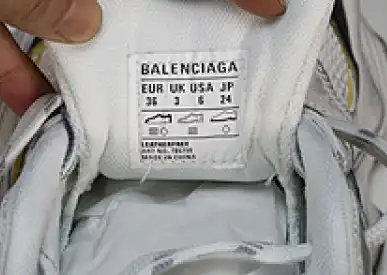 BALENCIAGA
EUR UK USA JP
36 3 6 24
LEATHERFREE
MADE IN CHINA